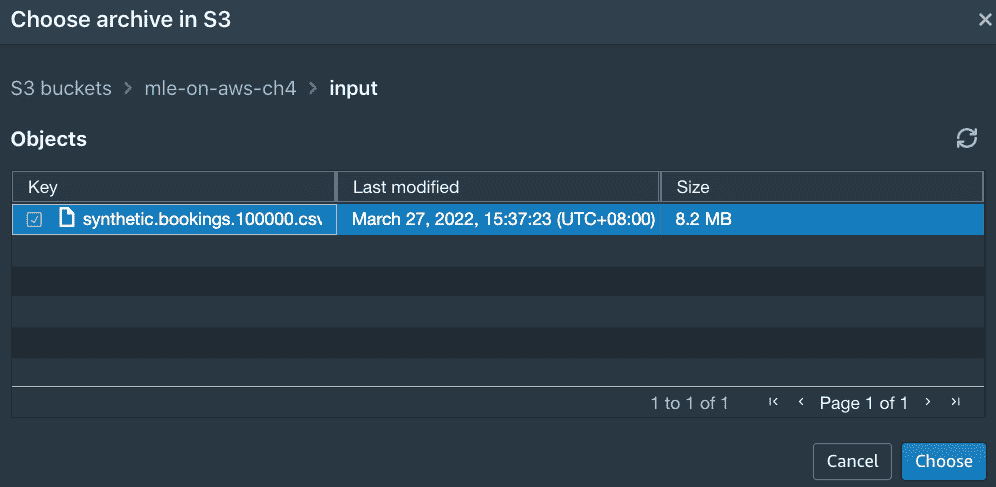 Choose archive in S3
S3 buckets > mle-on-aws-ch4 > input
Objects
Key Last modified Size
synthetic.bookings.100000.csv March 27, 2022, 15:37:23 (UTC+08:00) 8.2 MB
1 to 1 of 1 Page 1 of 1
Cancel Choose